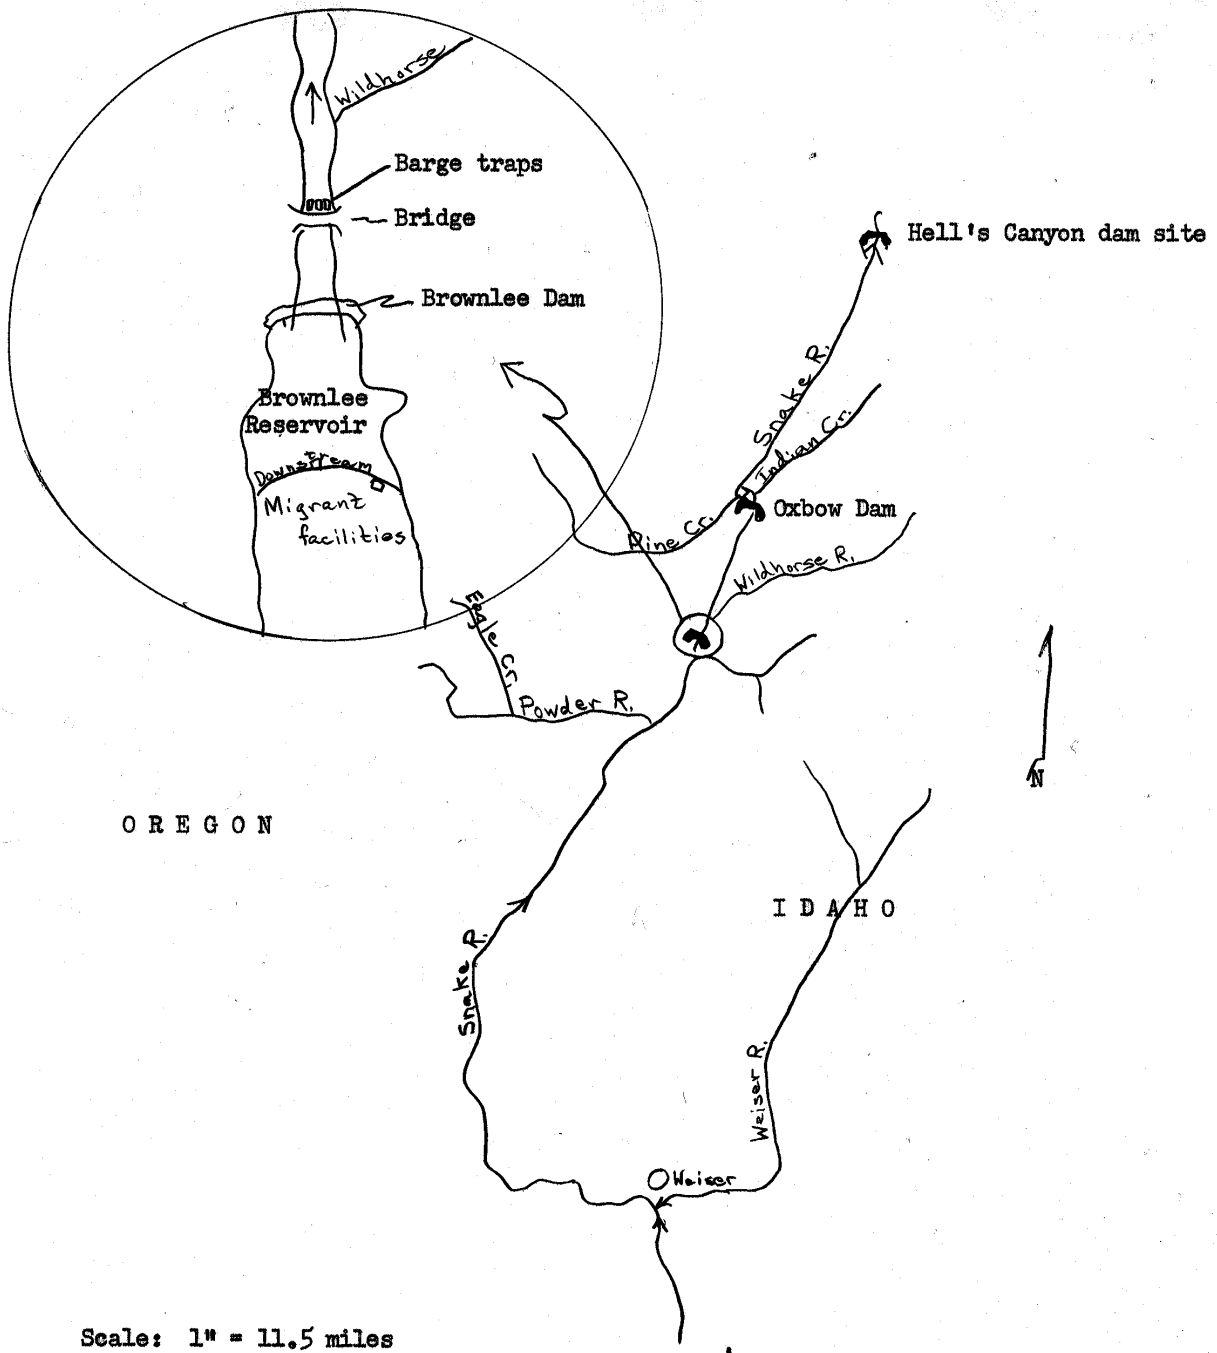 Wildhorse
Barge traps
Bridge
Hell's Canyon dam site
Brownlee Dam
Snake R.
Brownlee
Reservoir
Indian Cr.
Downstream
Migrant
facilities
Oxbow Dam
Pine Cr.
Wildhorse R.
Eagle Cr.
Powder R.
N
OREGON
IDAHO
Snake R.
Weiser R.
Weiser
Scale: 1" = 11.5 miles